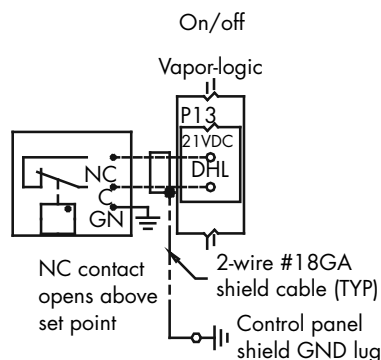 On/off
Vapor-logic
P13
21VDC
NC
DHL
C
GN
NC contact
opens above
set point
2-wire #18GA
shield cable (TYP)
Control panel
shield GND lug